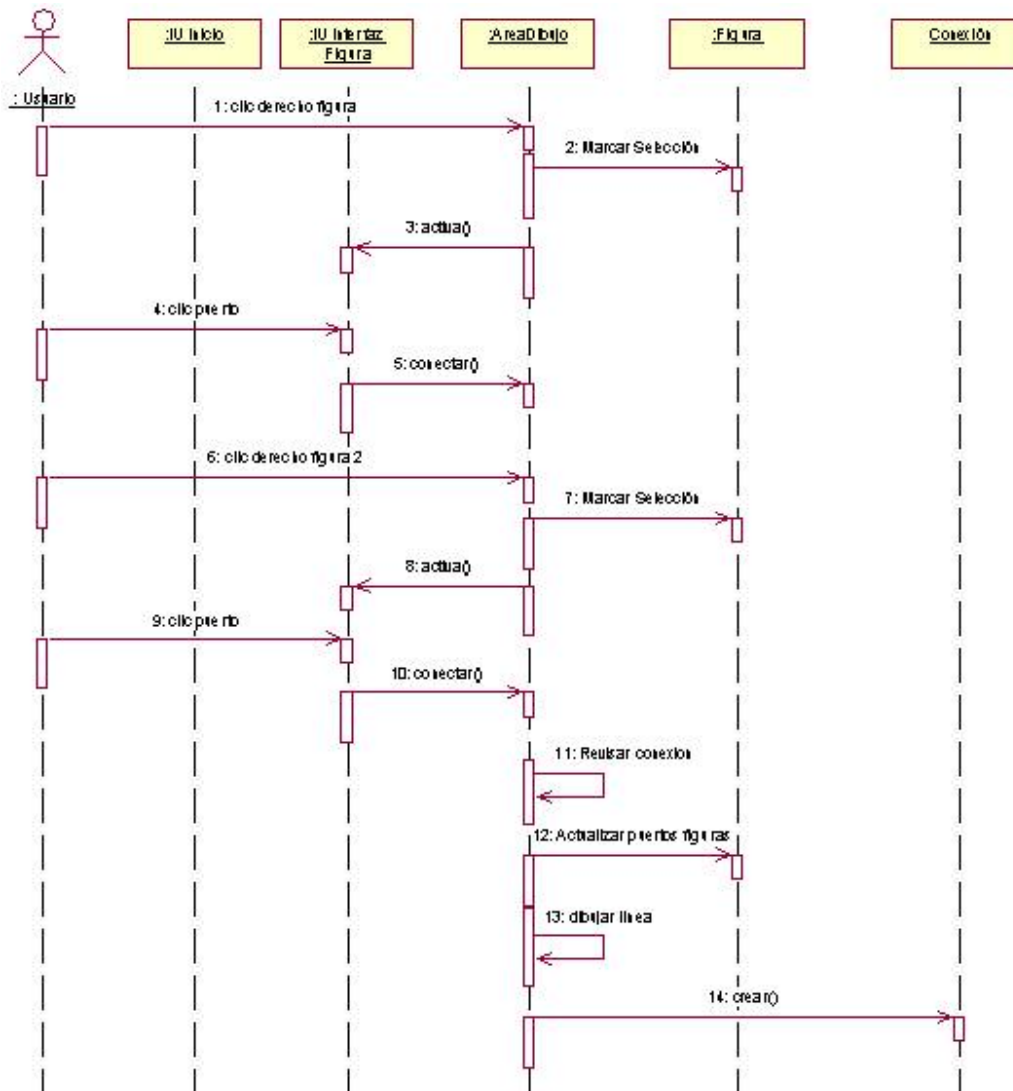 :IU Inicio
:IU Interfaz
Figura
:AreaDibujo
:Figura
Conexión
: Usuario
1: clic derecho figura
2: Marcar Selección
3: activa()
4: clic puerto
5: conectar()
6: clic derecho figura 2
7: Marcar Selección
8: activa()
9: clic puerto
10: conectar()
11: Revisar conexion
12: Actualizar puertos figuras
13: dibujar linea
14: crear()